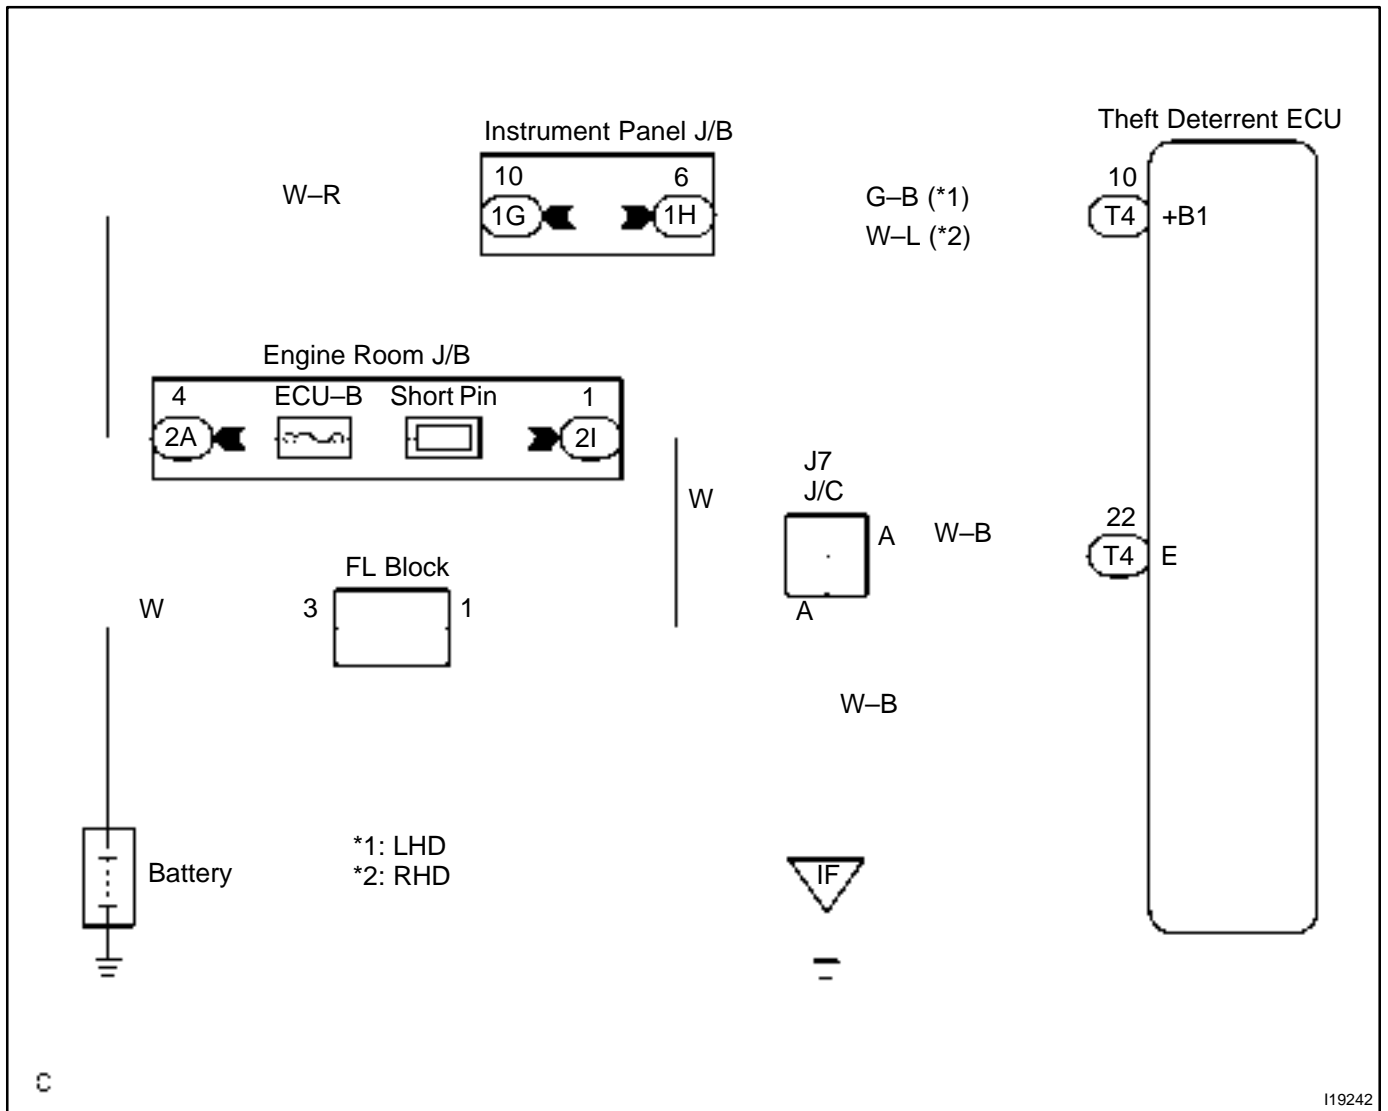 Theft Deterrent ECU
Instrument Panel J/B
10
6
10
W–R
1G
1H
G–B (*1)
W–L (*2)
T4
+B1
Engine Room J/B
4
ECU–B
Short Pin
1
2A
2I
J7
J/C
W
22
A
W–B
T4
E
FL Block
W
3
1
A
W–B
*1: LHD
*2: RHD
Battery
IF
C
I19242